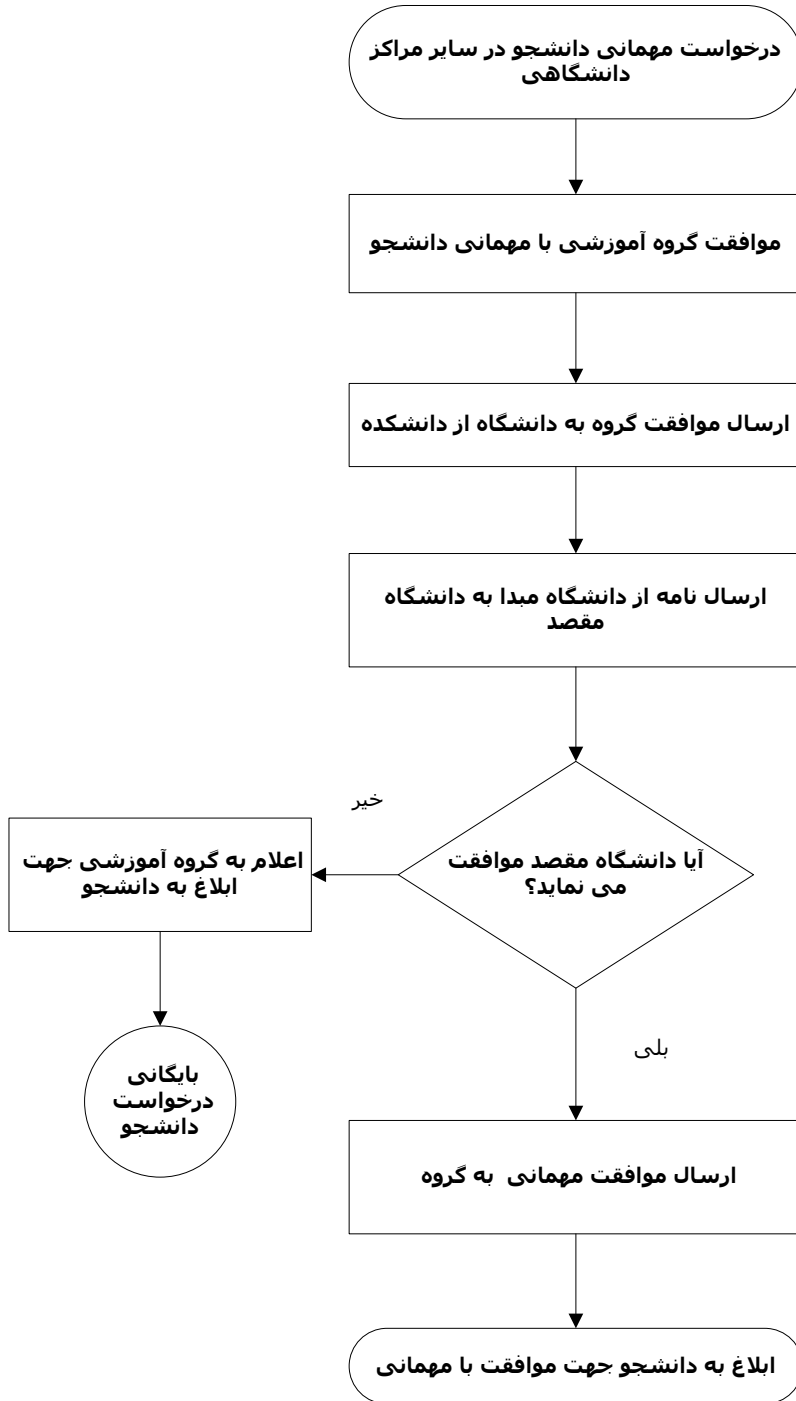 درخواست مهمانی دانشجو در سایر مراکز
دانشگاهی
موافقت گروه آموزشی با مهمانی دانشجو
ارسال موافقت گروه به دانشگاه از دانشکده
ارسال نامه از دانشگاه مبدا به دانشگاه
مقصد
آیا دانشگاه مقصد موافقت
می نماید؟
خیر
اعلام به گروه آموزشی جهت
ابلاغ به دانشجو
بایگانی
درخواست
دانشجو
بلی
ارسال موافقت مهمانی به گروه
ابلاغ به دانشجو جهت موافقت با مهمانی